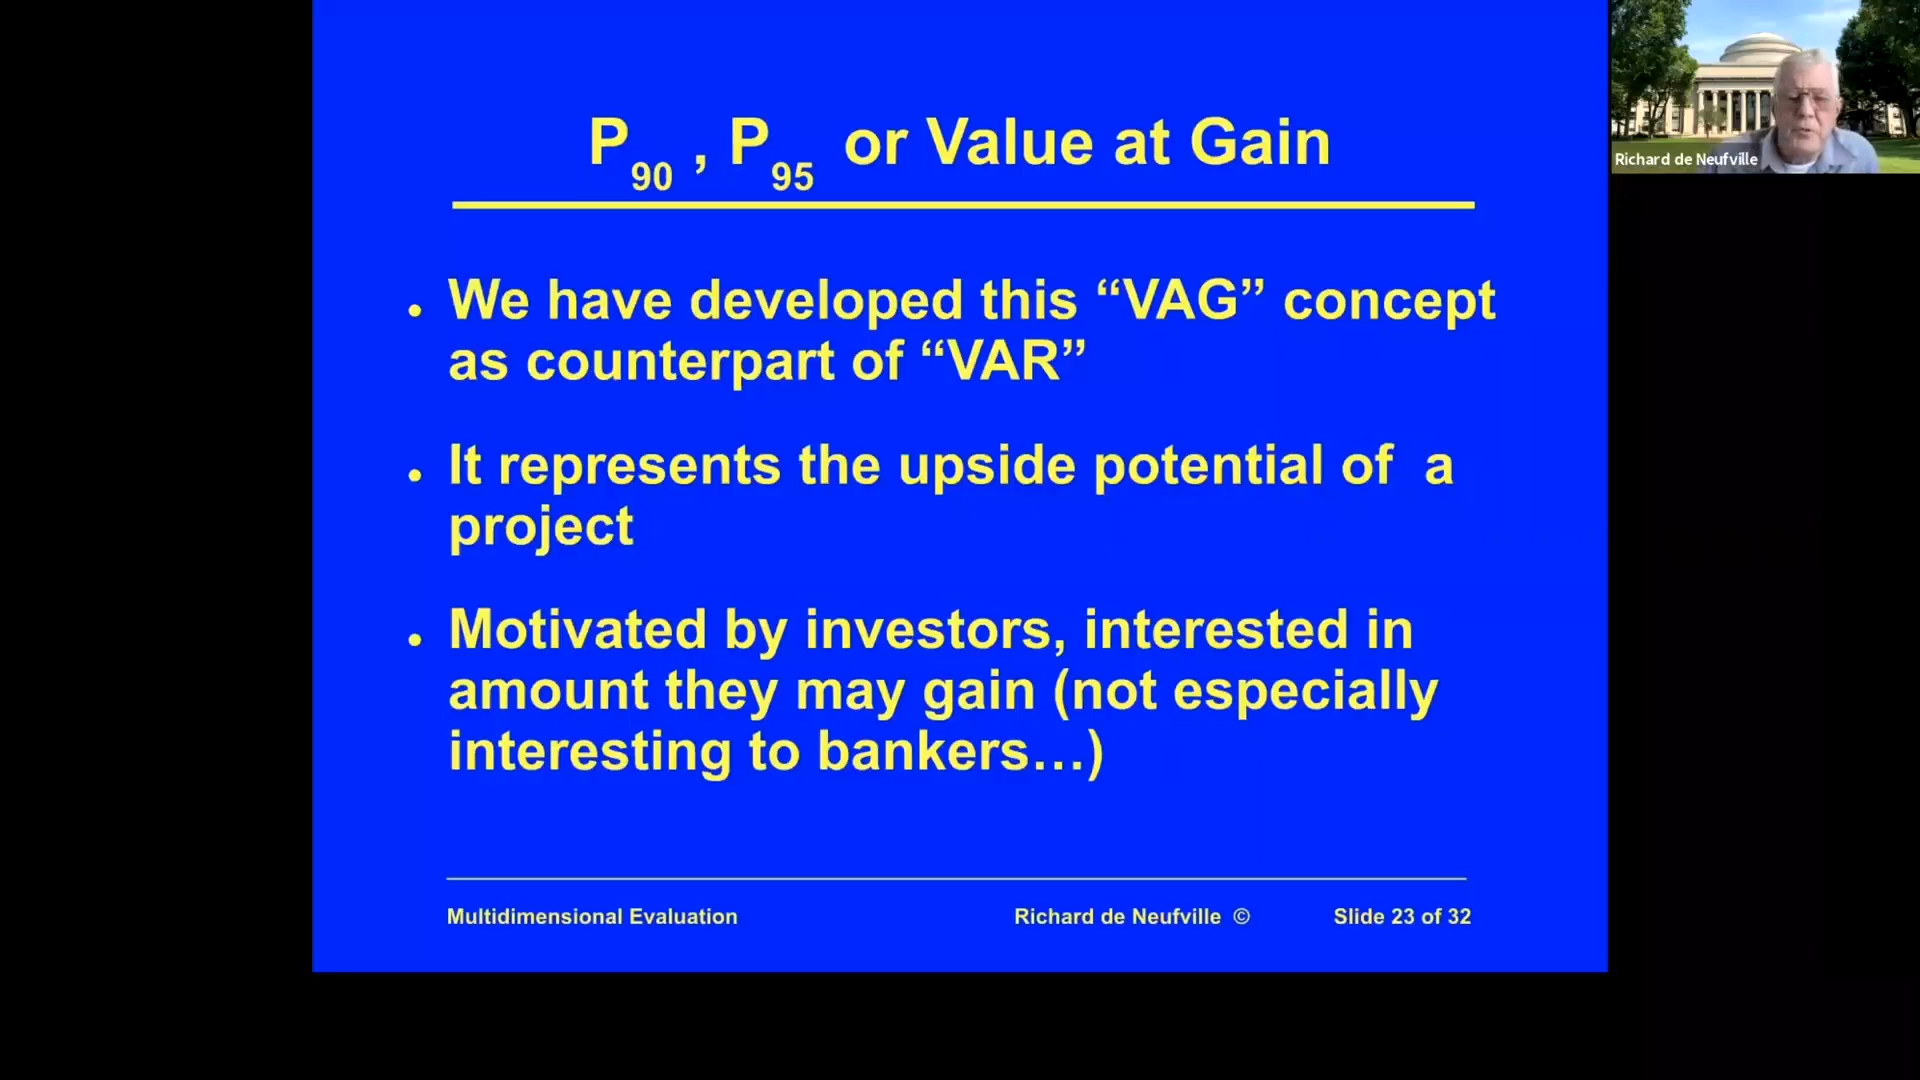 P90 , P95 or Value at Gain
• We have developed this “VAG” concept
as counterpart of “VAR”
• It represents the upside potential of a
project
• Motivated by investors, interested in
amount they may gain (not especially
interesting to bankers…)
Multidimensional Evaluation Richard de Neufville © Slide 23 of 32
Richard de Neufville